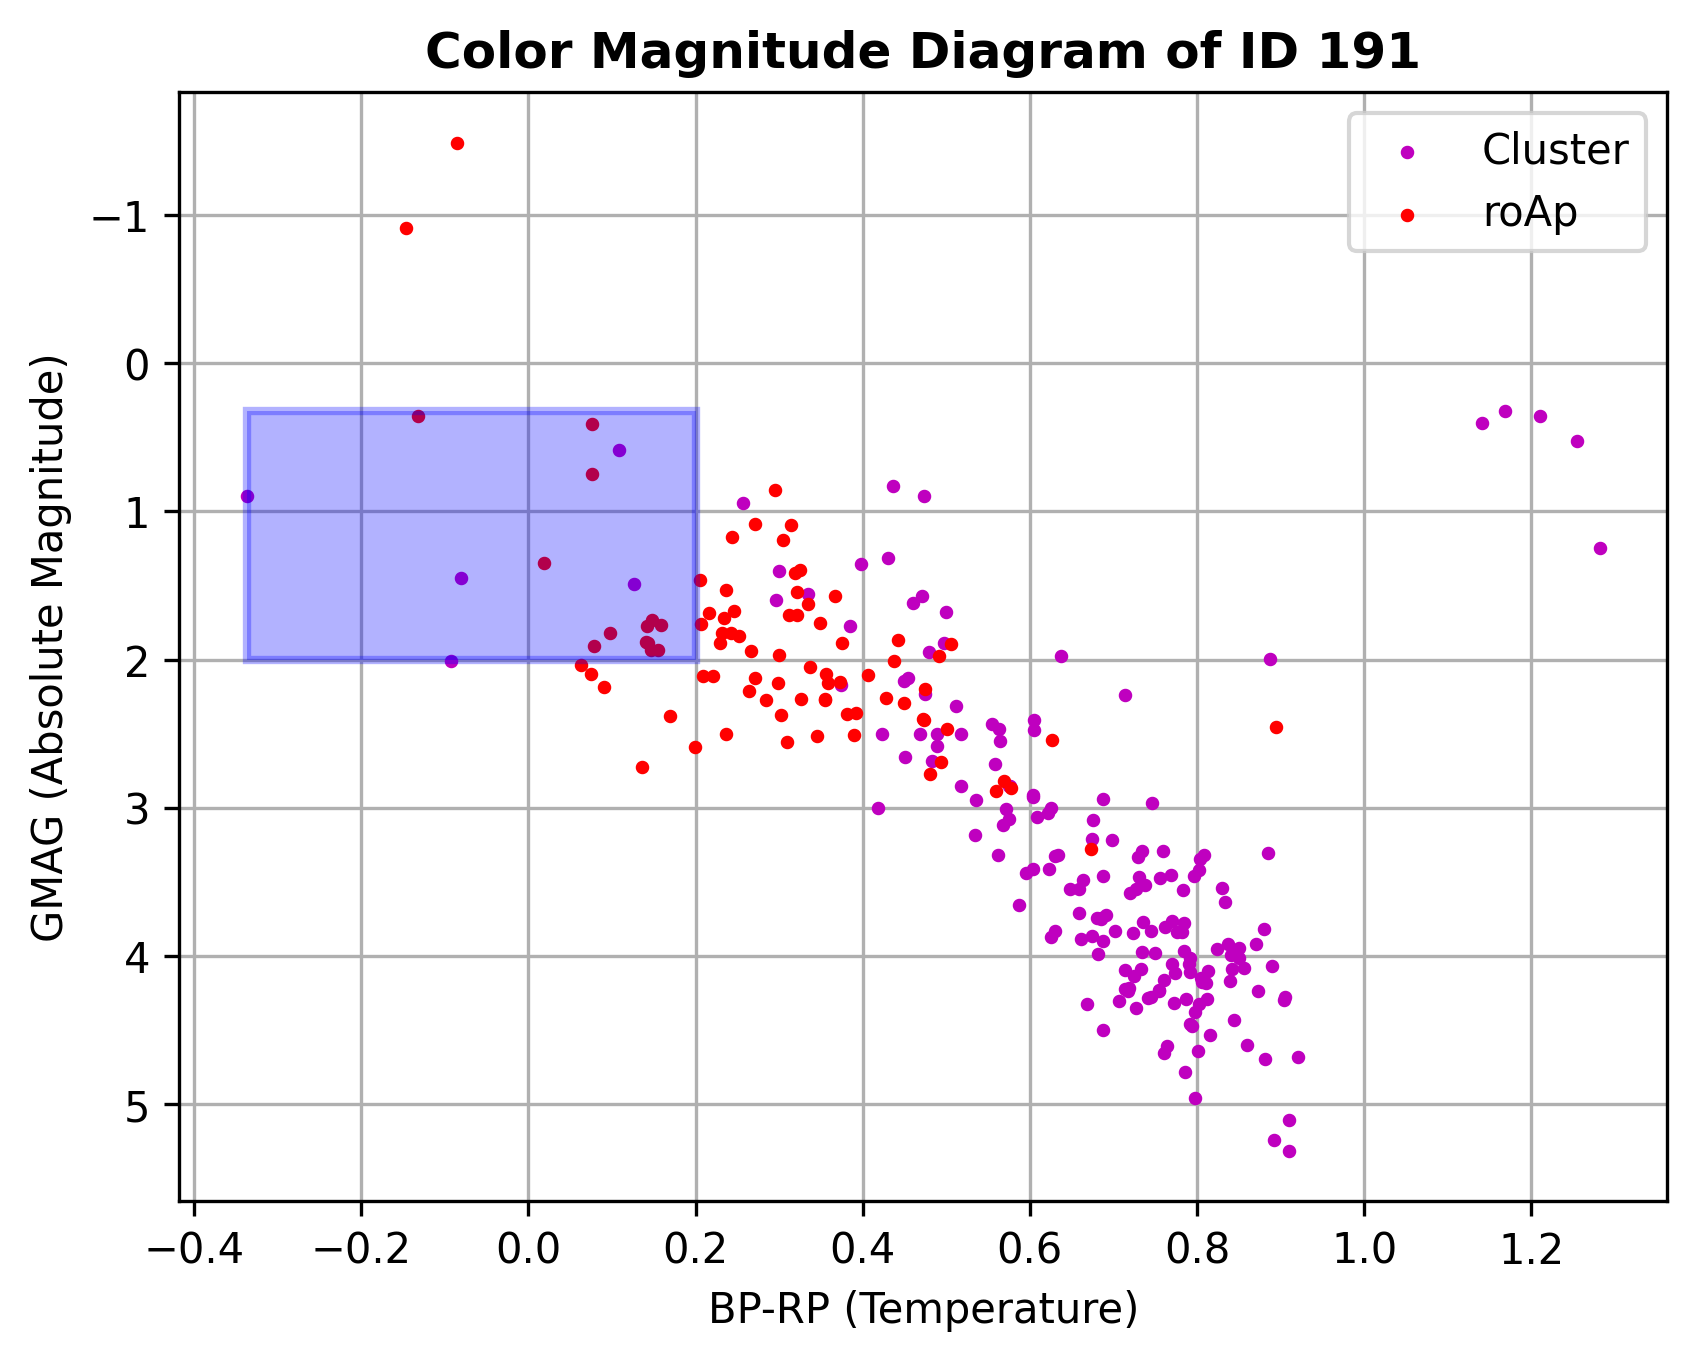 Color Magnitude Diagram of ID 191
Cluster
roAp
GMAG (Absolute Magnitude)
−1
0
1
2
3
4
5
−0.4 −0.2 0.0 0.2 0.4 0.6 0.8 1.0 1.2
BP-RP (Temperature)